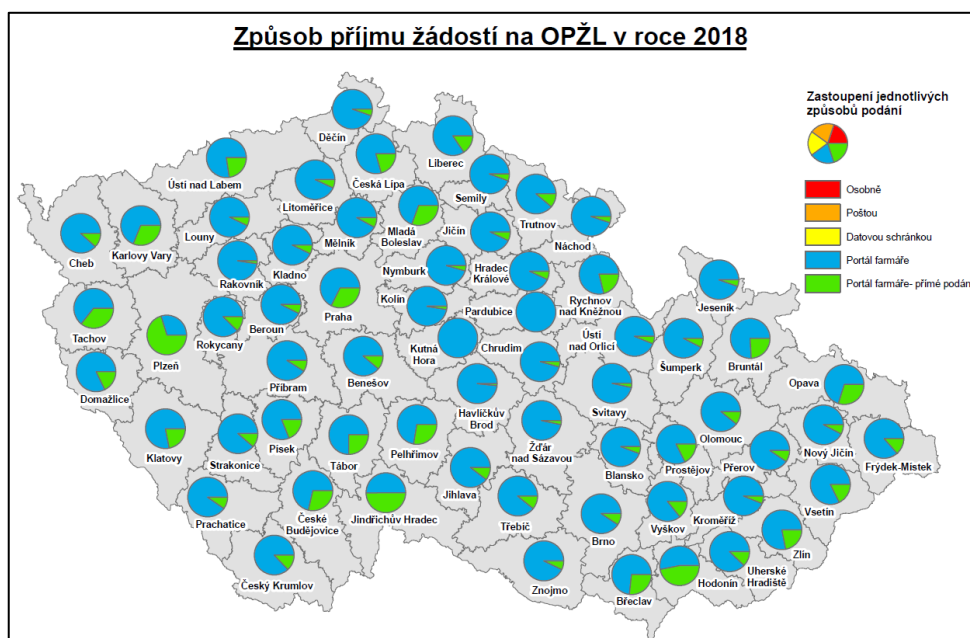 Způsob příjmu žádostí na OPŽL v roce 2018
Zastoupení jednotlivých
způsobů podání
Osobně
Poštou
Datovou schránkou
Portál farmáře
Portál farmáře- přímé podán
Děčín
Liberec
Ústí nad Labem
Česká Lípa
Semily
Litoměřice
Trutnov
Mladá
Boleslav
Jičín
Náchod
Louny
Mělník
Karlovy Vary
Cheb
Kladno
Rakovník
Nymburk
Hradec
Králové
Rychnov
nad Kněžnou
Jeseník
Praha
Kolín
Pardubice
Tachov
Beroun
Rokycany
Plzeň
Kutná
Hora
Chrudim
Ústí
nad Orlicí
Šumperk
Bruntál
Domažlice
Příbram
Benešov
Havlíčkův
Brod
Svitavy
Opava
Klatovy
Strakonice
Písek
Tábor
Pelhřimov
Žďár
nad Sázavou
Olomouc
Nový Jičín
Frýdek-Místek
Blansko
Prostějov
Přerov
Jihlava
Prachatice
České
Budějovice
Jindřichův Hradec
Třebíč
Brno
Vyškov
Kroměříž
Vsetín
Zlín
Uherské
Hradiště
Český Krumlov
Znojmo
Břeclav
Hodonín